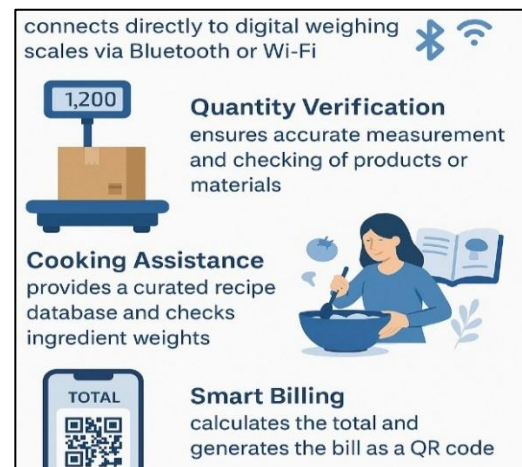 connects directly to digital weighing
scales via Bluetooth or Wi-Fi
1,200
Quantity Verification
ensures accurate measurement
and checking of products or
materials
Cooking Assistance
provides a curated recipe
database and checks
ingredient weights
TOTAL
Smart Billing
calculates the total and
generates the bill as a QR code